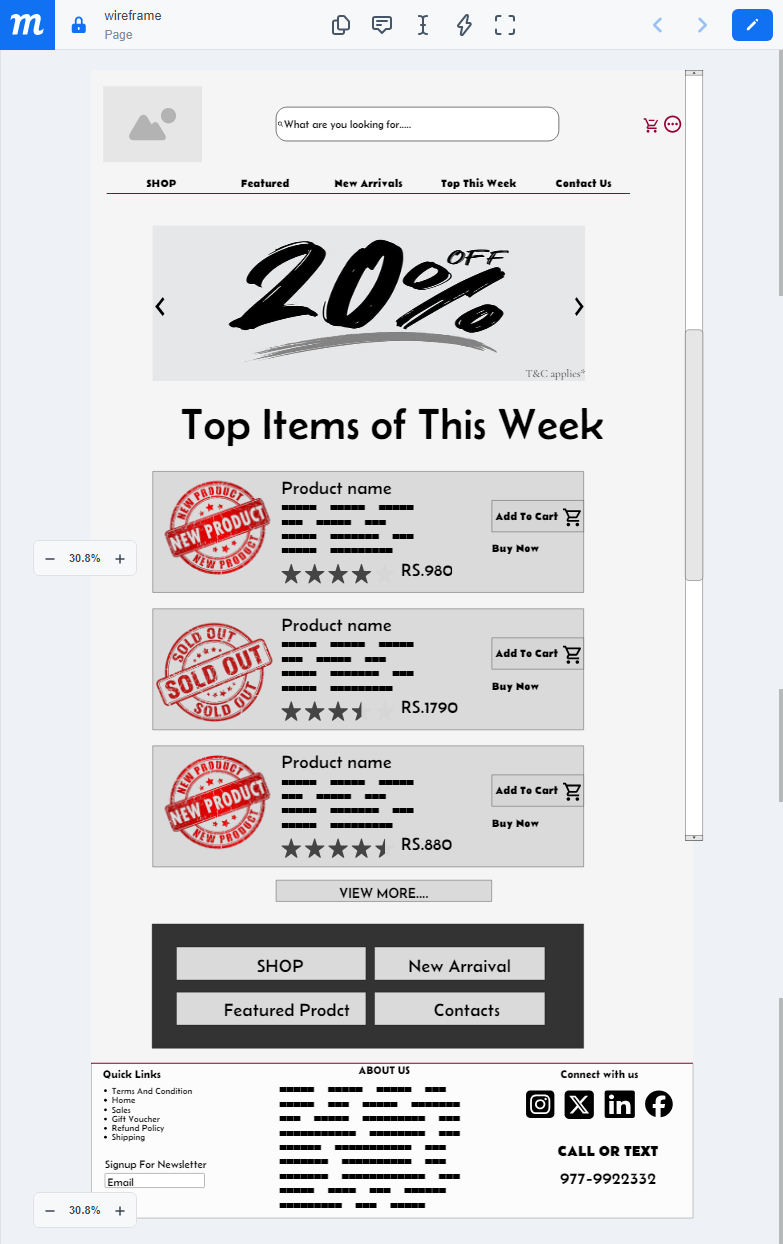 m
wireframe
Page
What are you looking for.....
SHOP Featured New Arrivals Top This Week Contact Us
20% OFF
T&C applies*
Top Items of This Week
NEW PRODUCT
NEW PRODUCT
NEW PRODUCT
Product name
RS.980
Add To Cart
Buy Now
30.8%
SOLD OUT
SOLD OUT
SOLD OUT
Product name
RS.1790
Add To Cart
Buy Now
NEW PRODUCT
NEW PRODUCT
NEW PRODUCT
Product name
RS.880
Add To Cart
Buy Now
VIEW MORE....
SHOP New Arraival
Featured Prodct Contacts
Quick Links
• Terms And Condition
• Home
• Sales
• Gift Voucher
• Refund Policy
• Shipping
Signup For Newsletter
Email
30.8%
ABOUT US
Connect with us
CALL OR TEXT
977-9922332